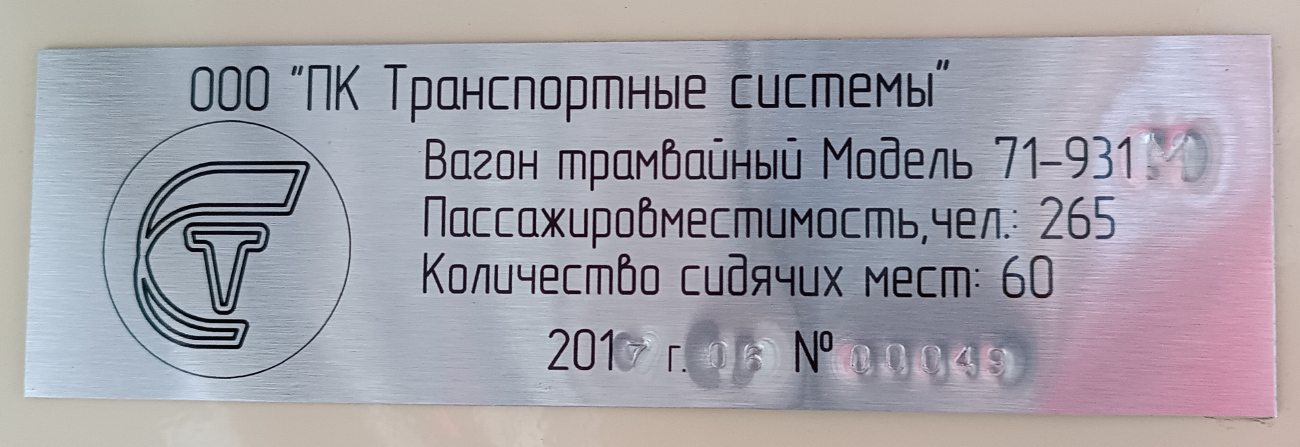 ООО "ПК Транспортные системы"
Вагон трамвайный Модель 71-931М
Пассажировместимость,чел.: 265
Количество сидячих мест: 60
2017 г. 06 № 00049
СТ